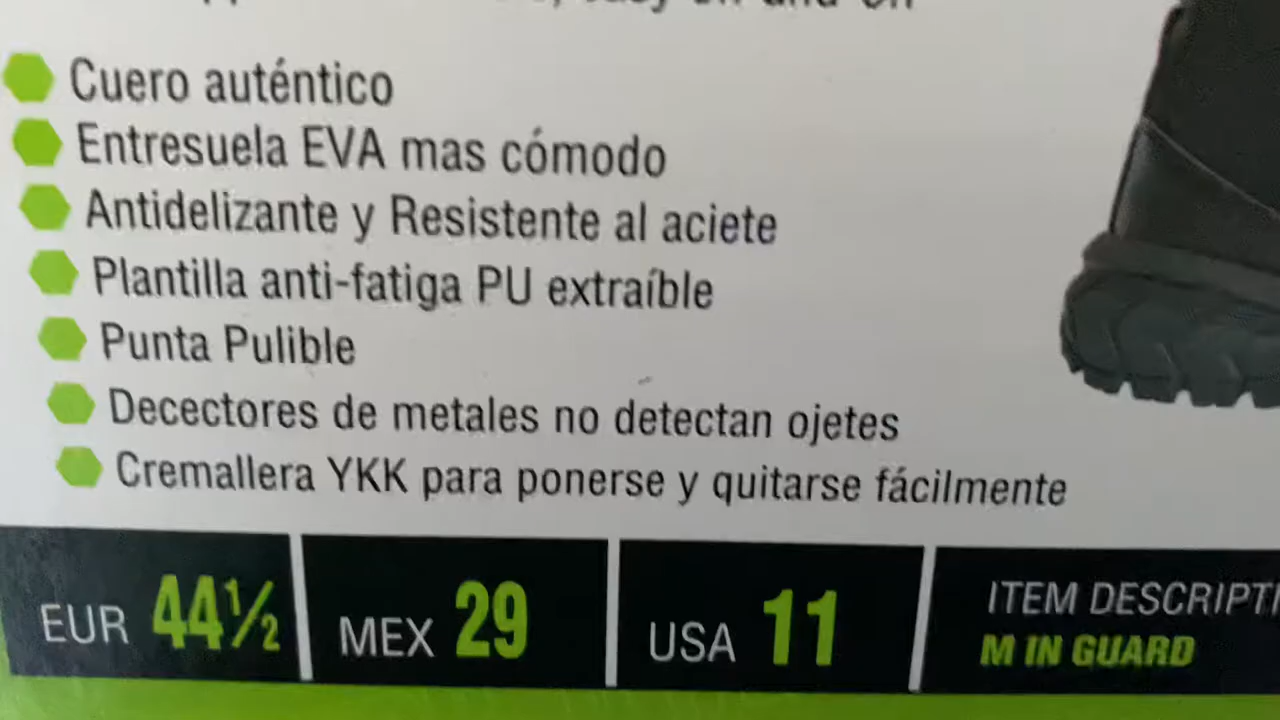 Cuero auténtico
Entresuela EVA mas cómodo
Antidelizante y Resistente al aciete
Plantilla anti-fatiga PU extraíble
Punta Pulible
Decectores de metales no detectan ojetes
Cremallera YKK para ponerse y quitarse fácilmente
EUR 44½ MEX 29 USA 11 ITEM DESCRIPTI
M IN GUARD